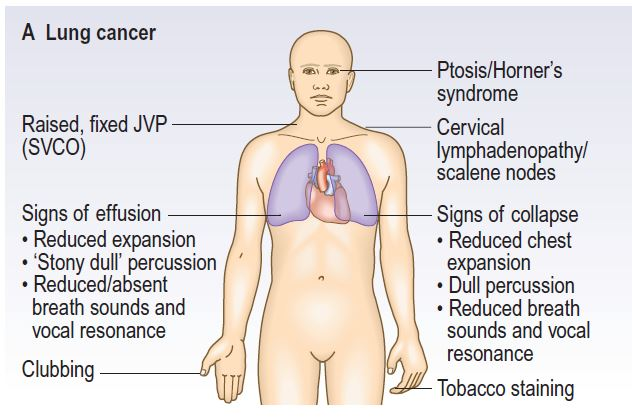 A Lung cancer
Ptosis/Horner's
syndrome
Raised, fixed JVP
(SVCO)
Cervical
lymphadenopathy/
scalene nodes
Signs of effusion
• Reduced expansion
• 'Stony dull' percussion
• Reduced/absent
breath sounds and
vocal resonance
Signs of collapse
• Reduced chest
expansion
• Dull percussion
• Reduced breath
sounds and vocal
resonance
Clubbing
Tobacco staining